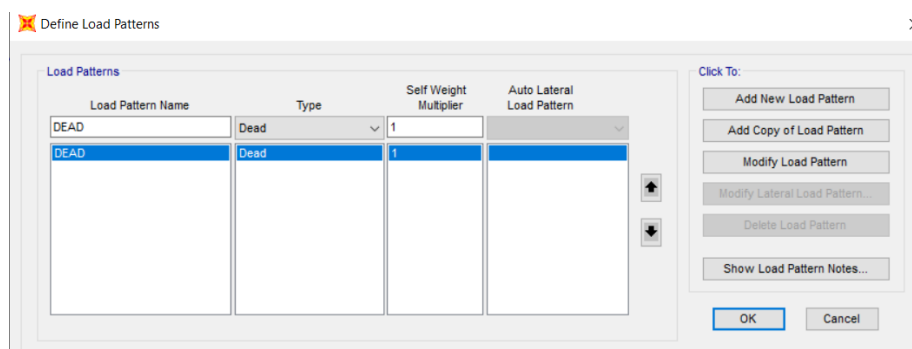 Define Load Patterns
Load Patterns
Click To:
Load Pattern Name
Type
Self Weight
Multiplier
Auto Lateral
Load Pattern
DEAD
Dead
1
DEAD
Dead
1
Add New Load Pattern
Add Copy of Load Pattern
Modify Load Pattern
Modify Lateral Load Pattern...
Delete Load Pattern
Show Load Pattern Notes...
OK
Cancel